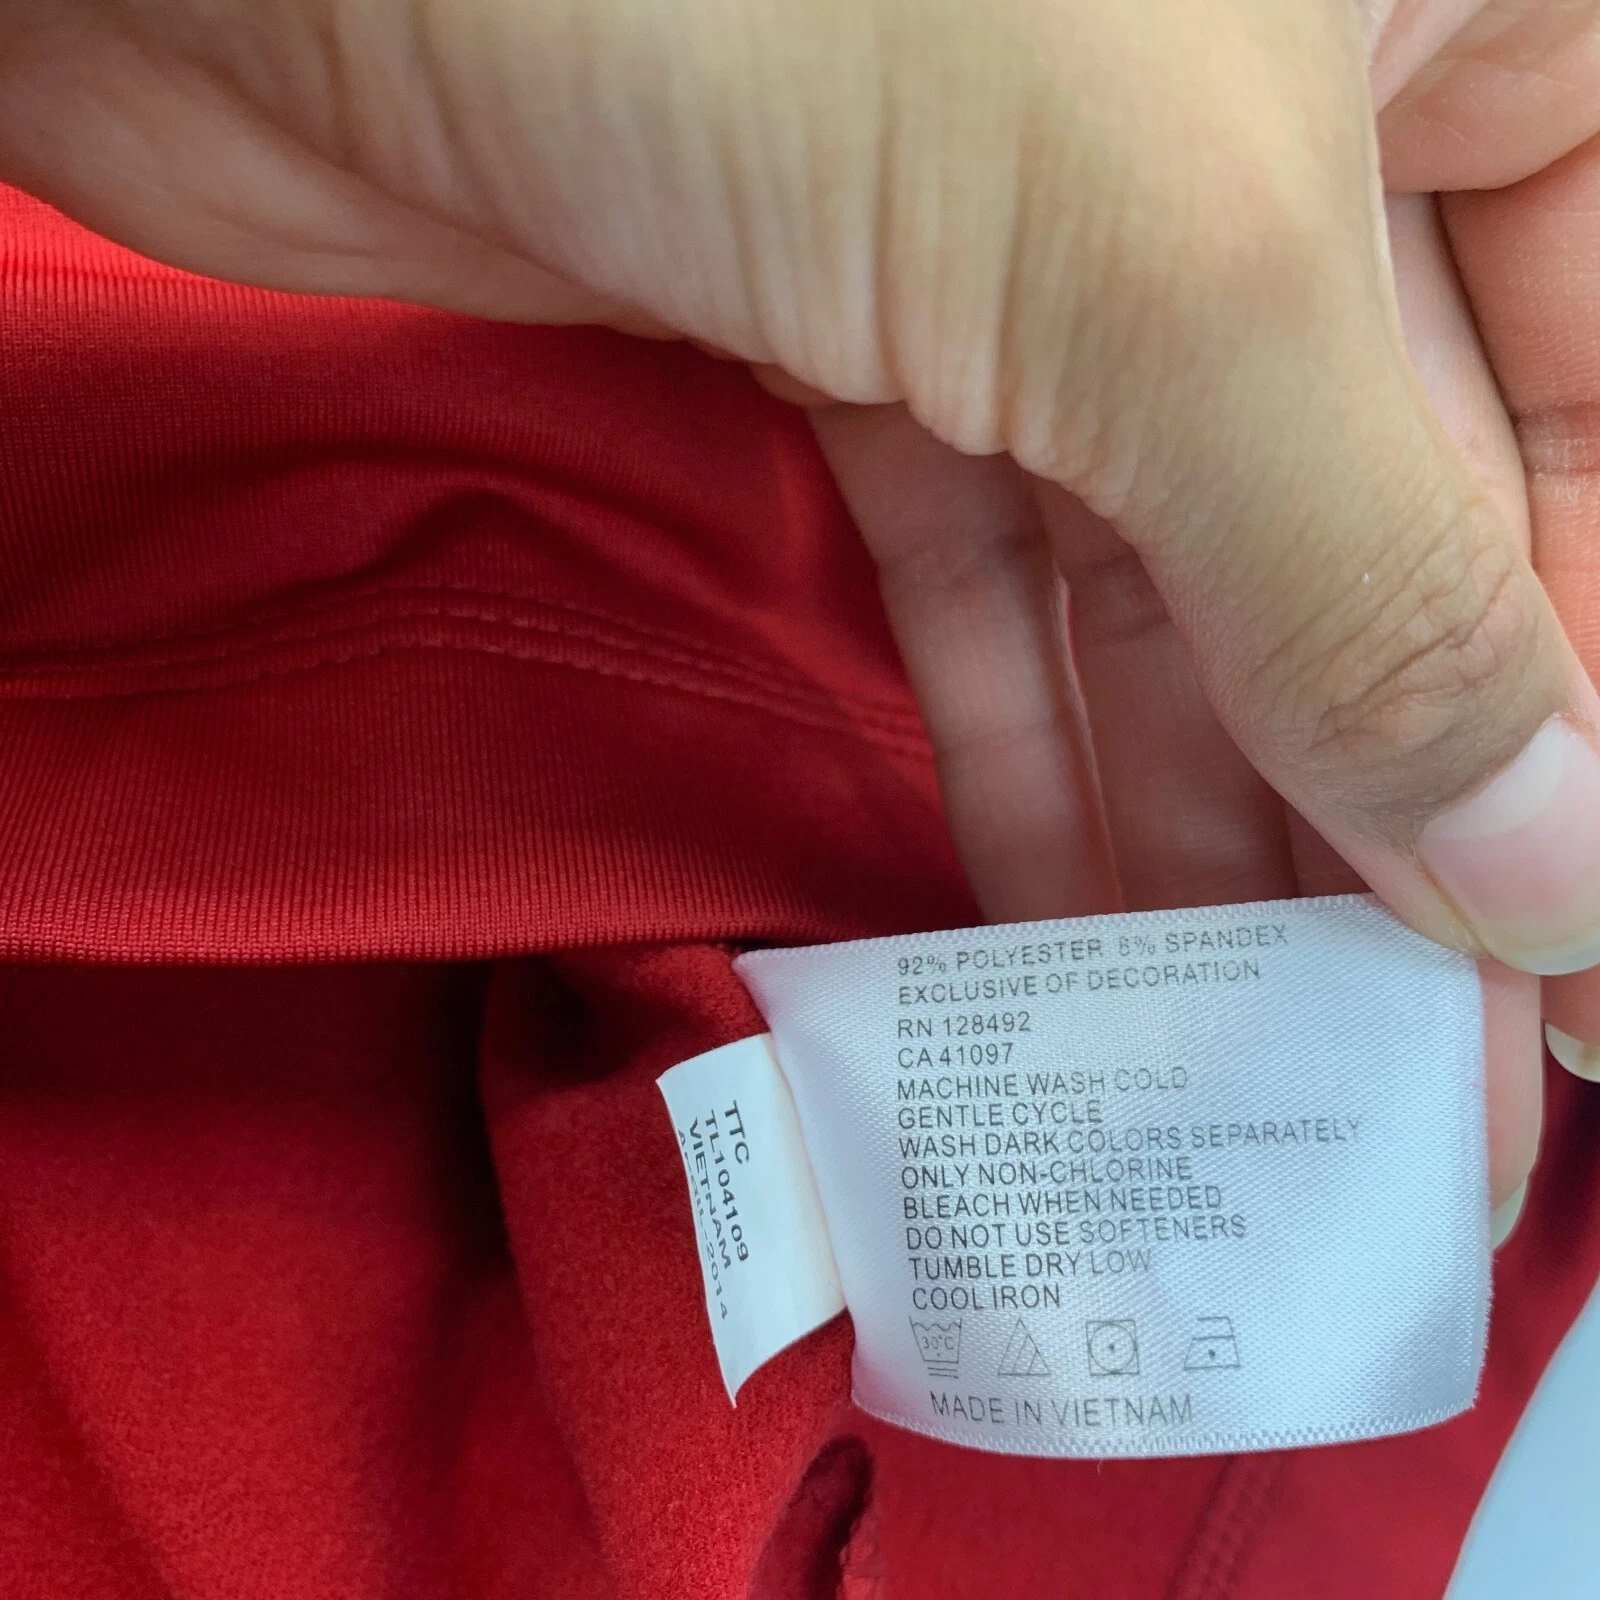 92% POLYESTER 8% SPANDEX
EXCLUSIVE OF DECORATION
RN 128492
CA 41097
MACHINE WASH COLD
GENTLE CYCLE
WASH DARK COLORS SEPARATELY
ONLY NON-CHLORINE
BLEACH WHEN NEEDED
DO NOT USE SOFTENERS
TUMBLE DRY LOW
COOL IRON
30°C
MADE IN VIETNAM
TTC
TL104109
VIETNAM